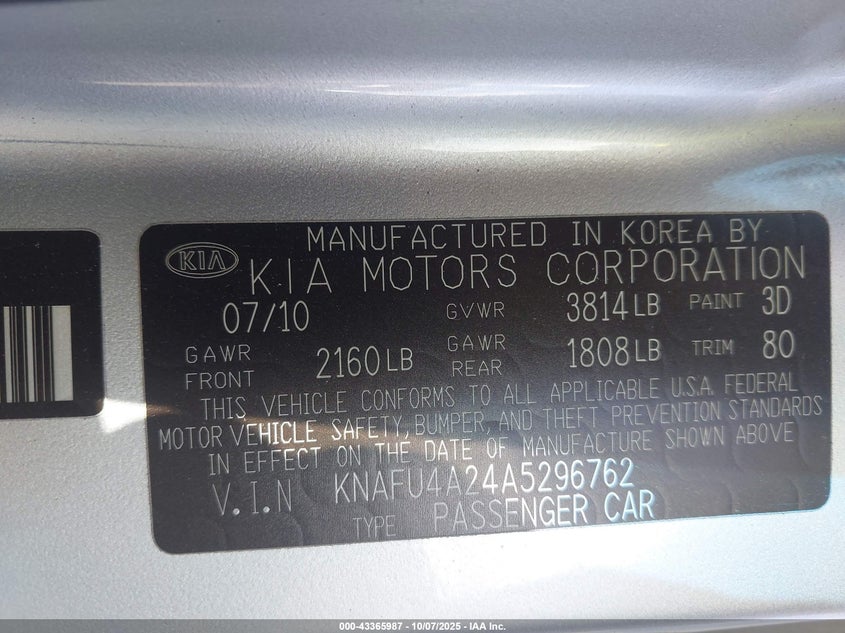 MANUFACTURED IN KOREA BY
KIA KIA MOTORS CORPORATION
07/10 GVWR 3814LB PAINT 3D
GAWR FRONT 2160LB GAWR REAR 1808LB TRIM 80
THIS VEHICLE CONFORMS TO ALL APPLICABLE U.S.A. FEDERAL
MOTOR VEHICLE SAFETY, BUMPER, AND THEFT PREVENTION STANDARDS
IN EFFECT ON THE DATE OF MANUFACTURE SHOWN ABOVE
V.I.N KNAFU4A24A5296762
TYPE PASSENGER CAR
000-43365987 - 10/07/2025 - IAA Inc.